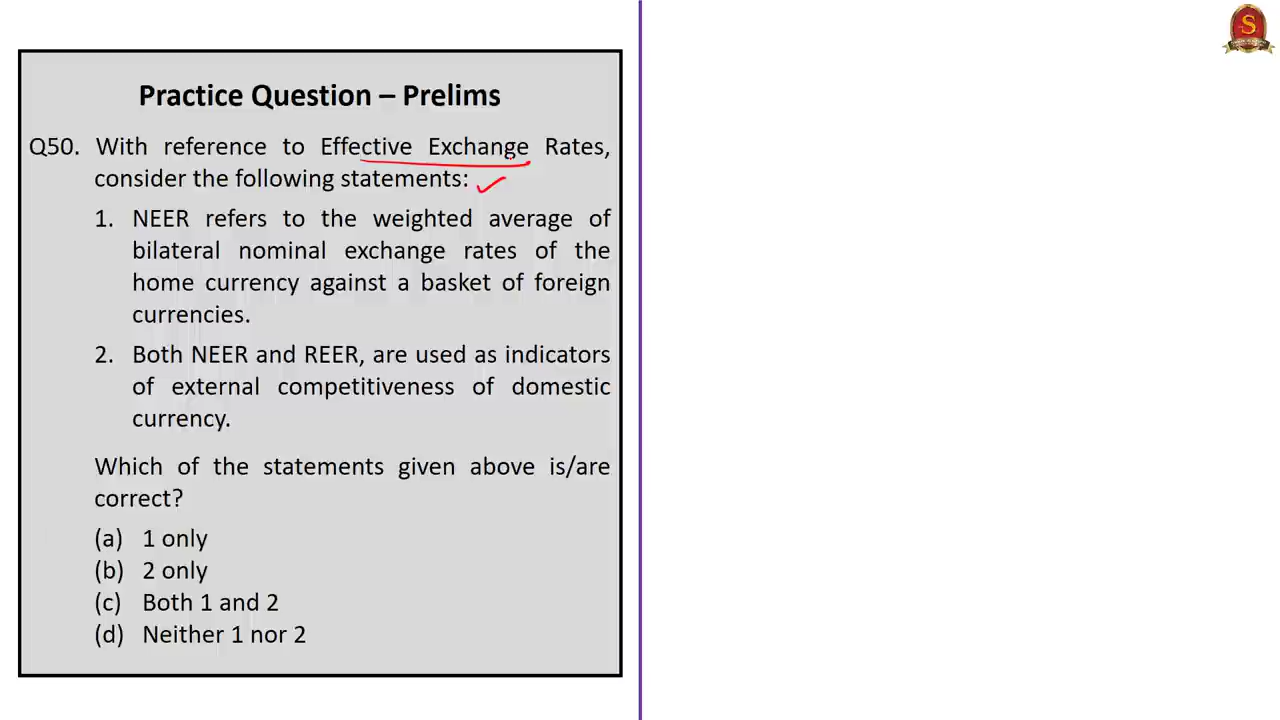 Practice Question – Prelims
Q50. With reference to Effective Exchange Rates,
consider the following statements:
1. NEER refers to the weighted average of
bilateral nominal exchange rates of the
home currency against a basket of foreign
currencies.
2. Both NEER and REER, are used as indicators
of external competitiveness of domestic
currency.
Which of the statements given above is/are
correct?
(a) 1 only
(b) 2 only
(c) Both 1 and 2
(d) Neither 1 nor 2
S